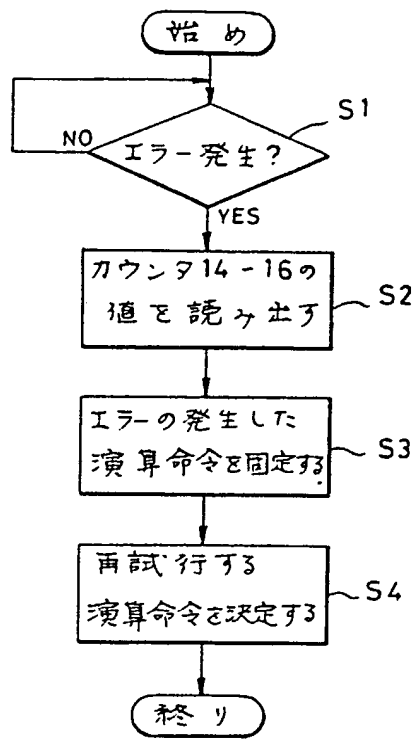 始め
S1
エラー発生?
NO
YES
カウンタ14-16の
値を読み出す
S2
エラーの発生した
演算命令を固定する.
S3
再試行する
演算命令を決定する
S4
終り